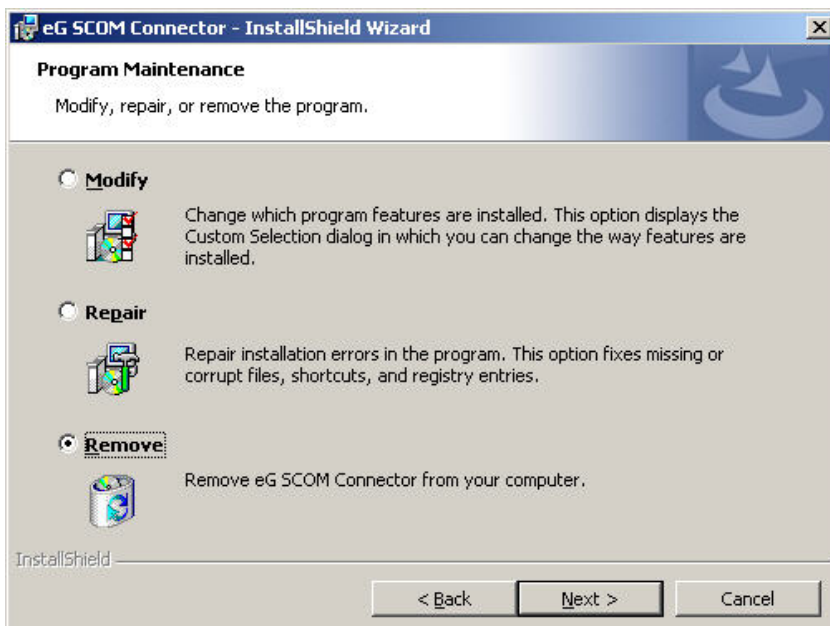 eG SCOM Connector - InstallShield Wizard
Program Maintenance
Modify, repair, or remove the program.
Modify
Change which program features are installed. This option displays the
Custom Selection dialog in which you can change the way features are
installed.
Repair
Repair installation errors in the program. This option fixes missing or
corrupt files, shortcuts, and registry entries.
Remove
Remove eG SCOM Connector from your computer.
InstallShield
< Back
Next >
Cancel